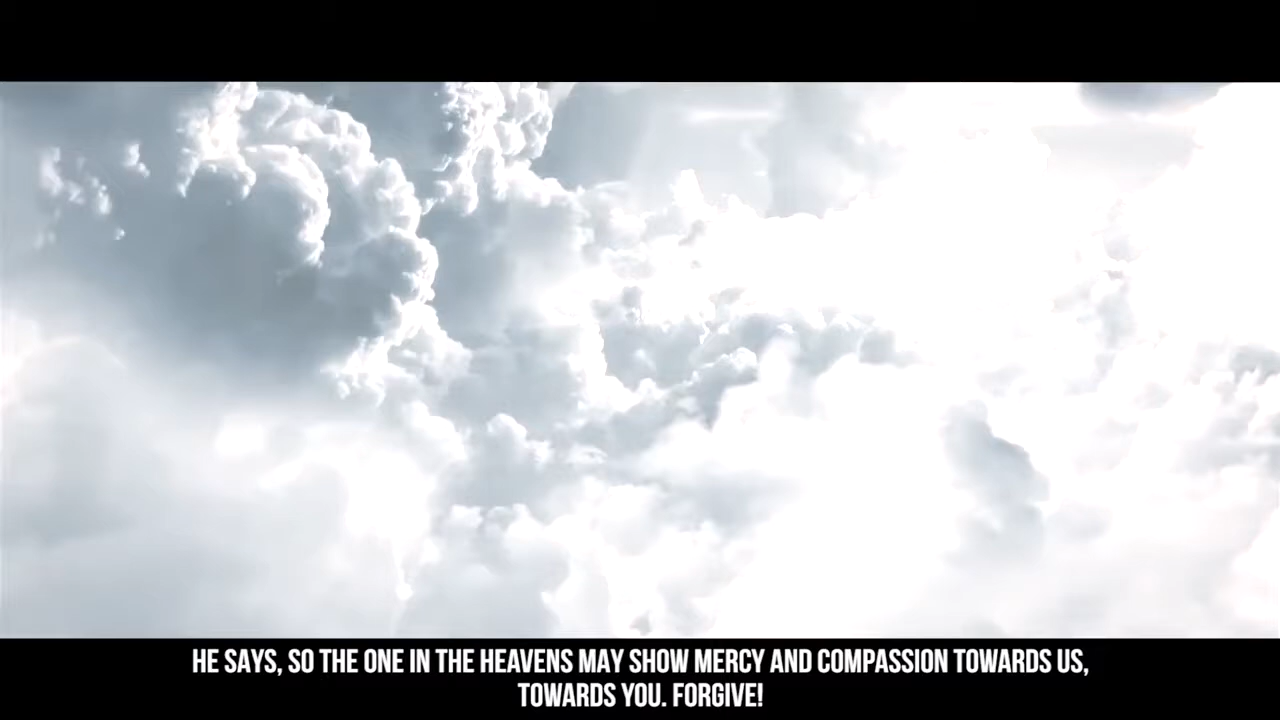 HE SAYS, SO THE ONE IN THE HEAVENS MAY SHOW MERCY AND COMPASSION TOWARDS US,
TOWARDS YOU. FORGIVE!